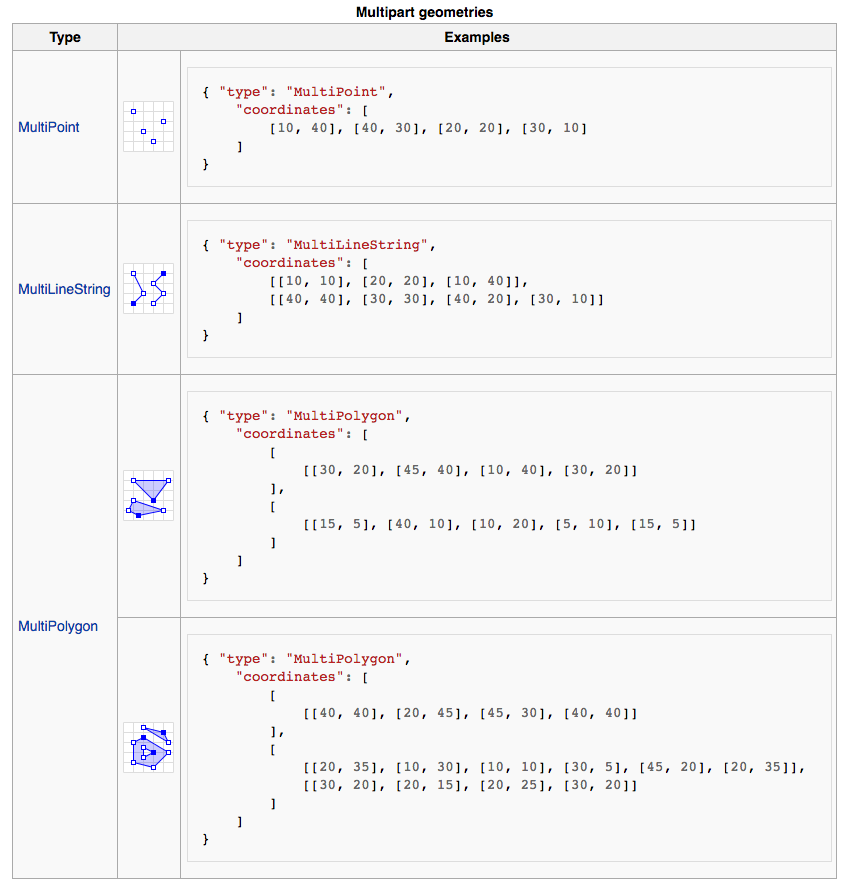 Multipart geometries
Type Examples
MultiPoint
{ "type": "MultiPoint",
"coordinates": [
[10, 40], [40, 30], [20, 20], [30, 10]
]
}
MultiLineString
{ "type": "MultiLineString",
"coordinates": [
[[10, 10], [20, 20], [10, 40]],
[[40, 40], [30, 30], [40, 20], [30, 10]]
]
}
MultiPolygon
{ "type": "MultiPolygon",
"coordinates": [
[
[[30, 20], [45, 40], [10, 40], [30, 20]]
],
[
[[15, 5], [40, 10], [10, 20], [5, 10], [15, 5]]
]
]
}
{ "type": "MultiPolygon",
"coordinates": [
[
[[40, 40], [20, 45], [45, 30], [40, 40]]
],
[
[[20, 35], [10, 30], [10, 10], [30, 5], [45, 20], [20, 35]],
[[30, 20], [20, 15], [20, 25], [30, 20]]
]
]
}